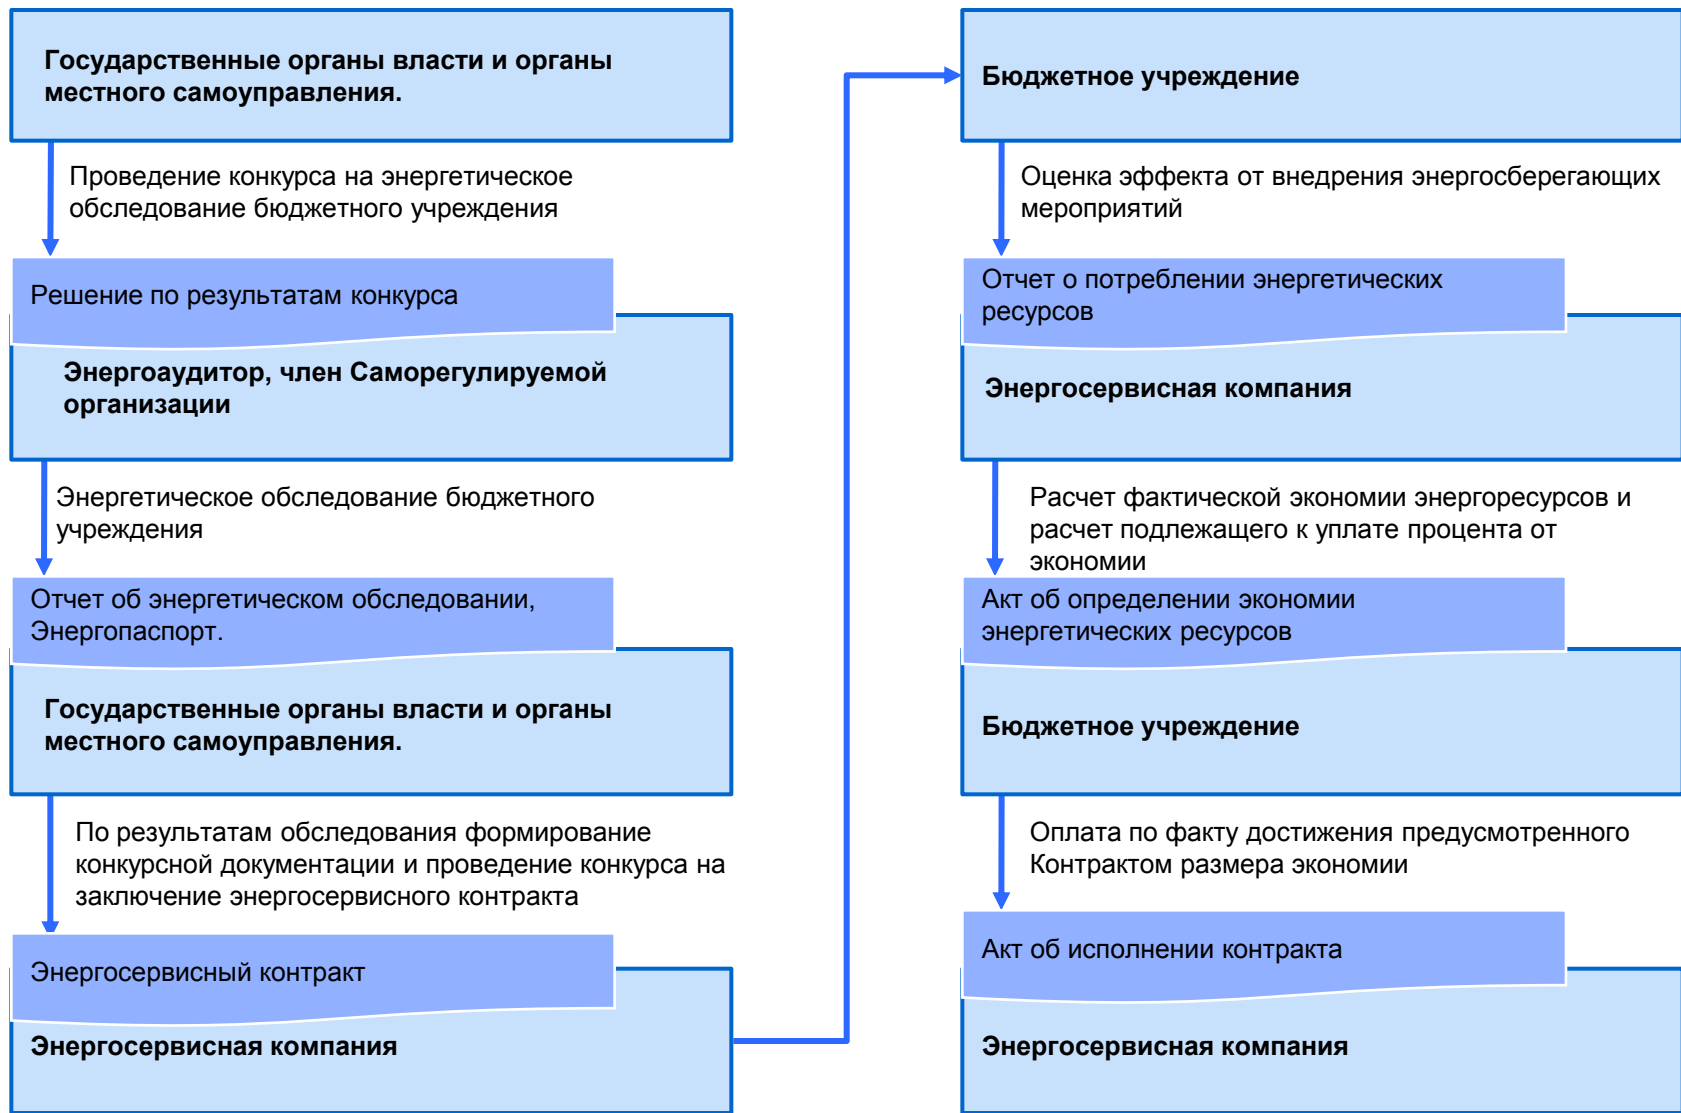 Государственные органы власти и органы
местного самоуправления.
Проведение конкурса на энергетическое
обследование бюджетного учреждения
Решение по результатам конкурса
Энергоаудитор, член Саморегулируемой
организации
Энергетическое обследование бюджетного
учреждения
Отчет об энергетическом обследовании,
Энергопаспорт.
Государственные органы власти и органы
местного самоуправления.
По результатам обследования формирование
конкурсной документации и проведение конкурса на
заключение энергосервисного контракта
Энергосервисный контракт
Энергосервисная компания
Бюджетное учреждение
Оценка эффекта от внедрения энергосберегающих
мероприятий
Отчет о потреблении энергетических
ресурсов
Энергосервисная компания
Расчет фактической экономии энергоресурсов и
расчет подлежащего к уплате процента от
экономии
Акт об определении экономии
энергетических ресурсов
Бюджетное учреждение
Оплата по факту достижения предусмотренного
Контрактом размера экономии
Акт об исполнении контракта
Энергосервисная компания